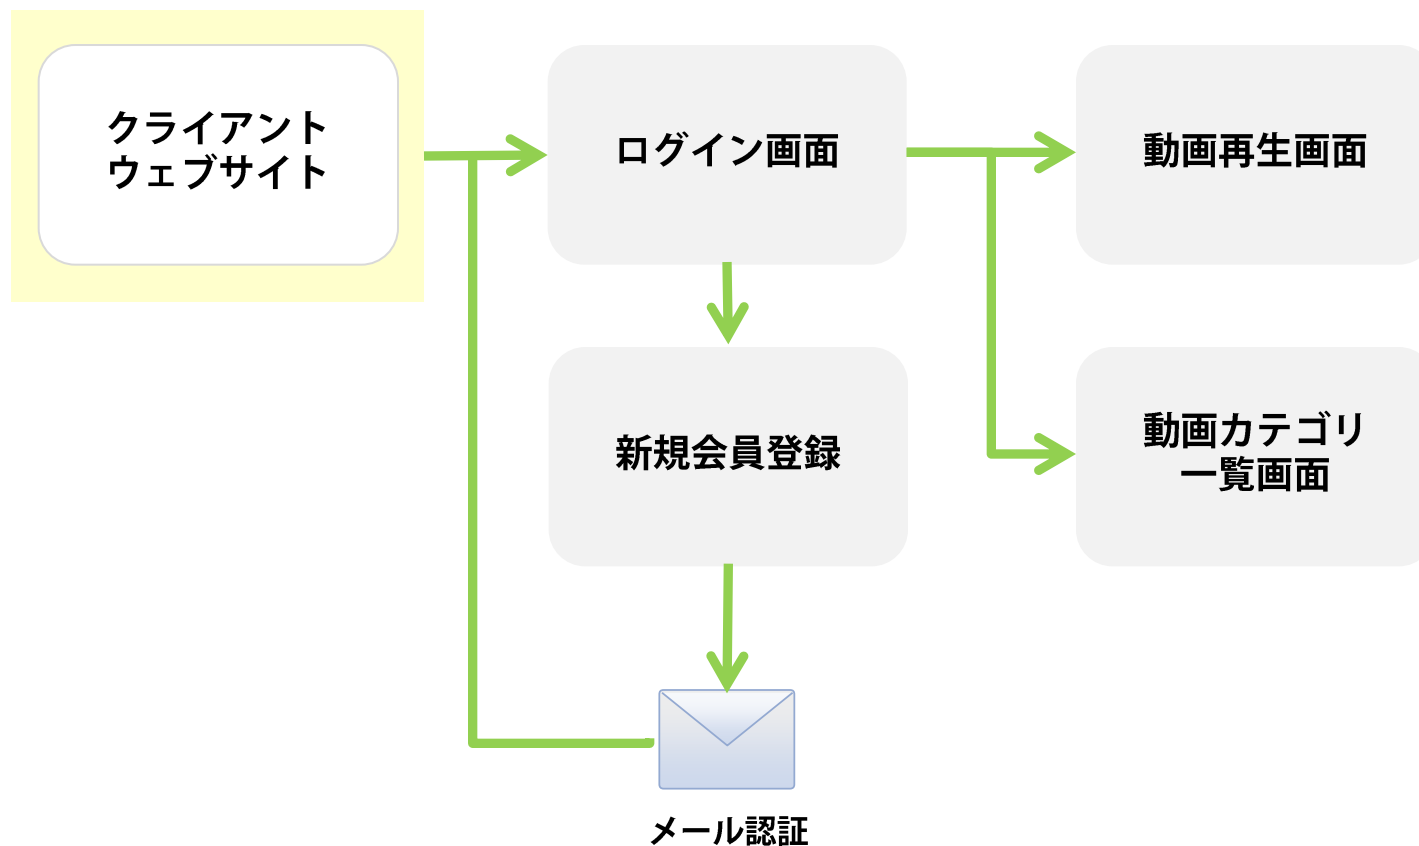 クライアント
ウェブサイト
ログイン画面
動画再生画面
新規会員登録
動画カテゴリ
一覧画面
メール認証